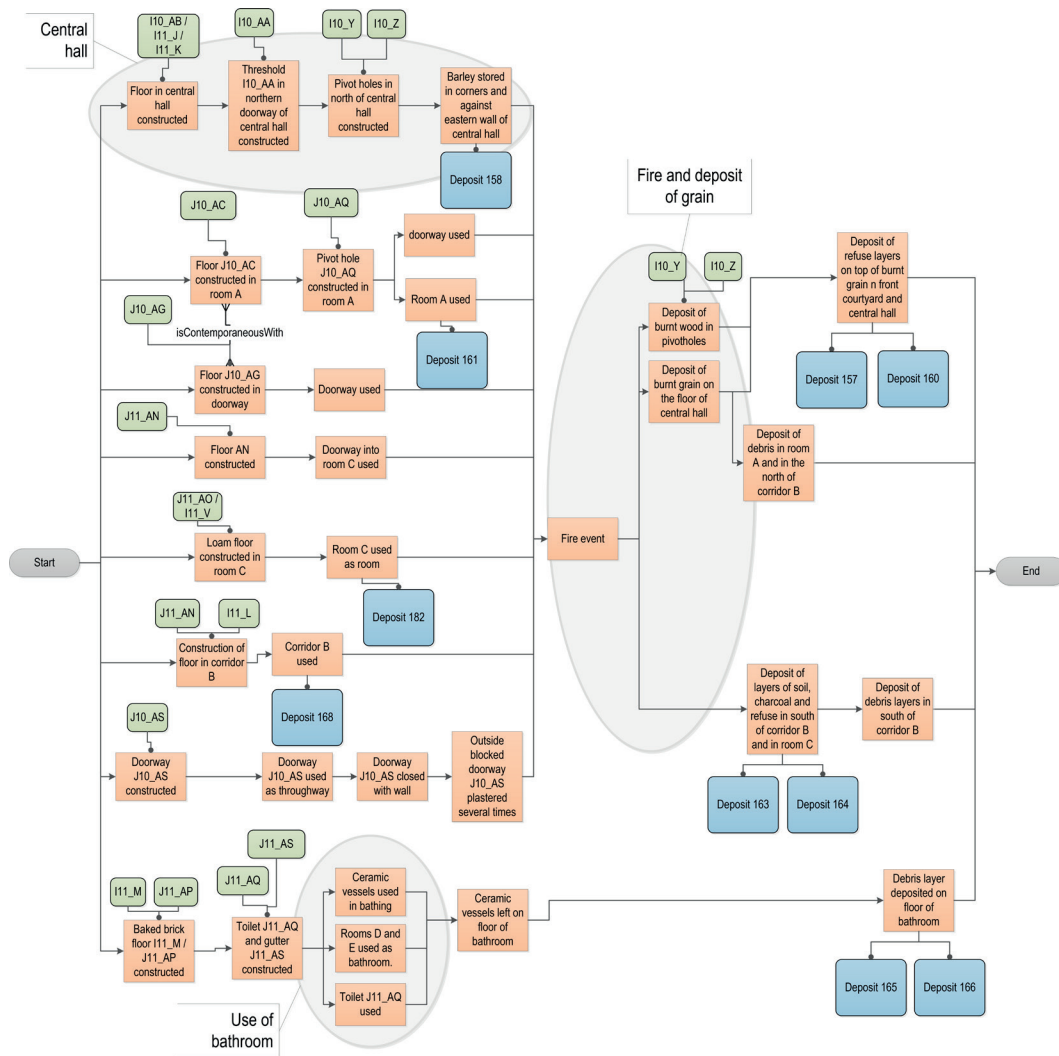 Central
hall
I10_AB /
I11_J /
I11_K
I10_AA
I10_Y
I10_Z
Floor in central
hall
constructed
Threshold
I10_AA in
northern
doorway of
central hall
constructed
Pivot holes in
north of central
hall
constructed
Barley stored
in corners and
against
eastern wall of
central hall
Deposit 158
J10_AC
J10_AQ
Floor J10_AC
constructed in
room A
Pivot hole
J10_AQ
constructed in
room A
doorway used
Room A used
Deposit 161
J10_AG
isContemporaneousWith
Floor J10_AG
constructed in
doorway
Doorway used
J11_AN
Floor AN
constructed
Doorway into
room C used
J11_AO /
I11_V
Start
Loam floor
constructed in
room C
Room C used
as room
Deposit 182
J11_AN
I11_L
Construction of
floor in corridor
B
Corridor B
used
Deposit 168
J10_AS
Doorway
J10_AS
constructed
Doorway
J10_AS used
as throughway
Doorway
J10_AS closed
with wall
Outside
blocked
doorway
J10_AS
plastered
several times
J11_AS
J11_AQ
I11_M
J11_AP
Baked brick
floor I11_M /
J11_AP
constructed
Toilet J11_AQ
and gutter
J11_AS
constructed
Ceramic
vessels used
in bathing
Rooms D and
E used as
bathroom.
Toilet J11_AQ
used
Use of
bathroom
Ceramic
vessels left on
floor of
bathroom
Fire and deposit
of grain
Fire event
I10_Y
I10_Z
Deposit of
burnt wood in
pivotholes
Deposit of
burnt grain on
the floor of
central hall
Deposit of
refuse layers
on top of burnt
grain n front
courtyard and
central hall
Deposit 157
Deposit 160
Deposit of
debris in room
A and in the
north of
corridor B
End
Deposit of
layers of soil,
charcoal and
refuse in south
of corridor B
and in room C
Deposit of
debris layers in
south of
corridor B
Deposit 163
Deposit 164
Debris layer
deposited on
floor of
bathroom
Deposit 165
Deposit 166